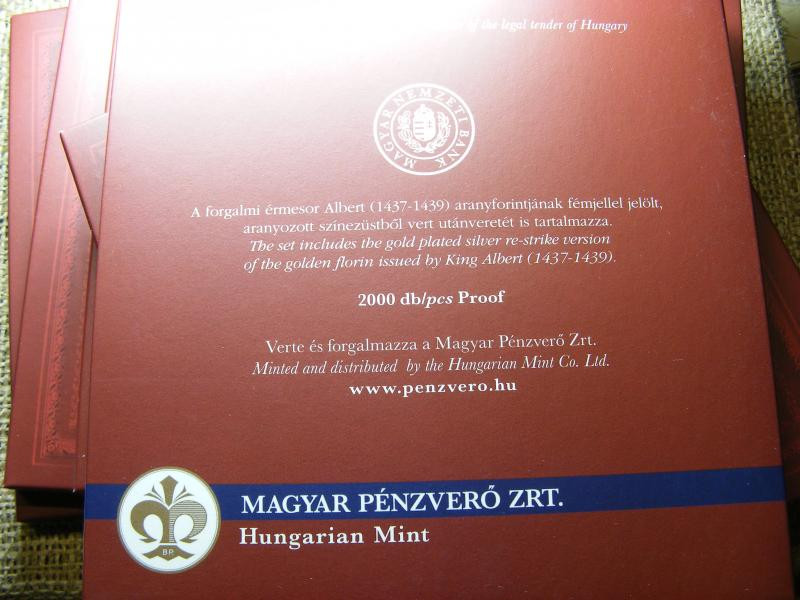 of the legal tender of Hungary
MAGYAR NEMZETI BANK
A forgalmi érmesor Albert (1437-1439) aranyforintjának fémjellel jelölt,
aranyozott színezüstből vert utánveretét is tartalmazza.
The set includes the gold plated silver re-strike version
of the golden florin issued by King Albert (1437-1439).
2000 db/pcs Proof
Verte és forgalmazza a Magyar Pénzverő Zrt.
Minted and distributed by the Hungarian Mint Co. Ltd.
www.penzvero.hu
BP.
MAGYAR PÉNZVERŐ ZRT.
Hungarian Mint